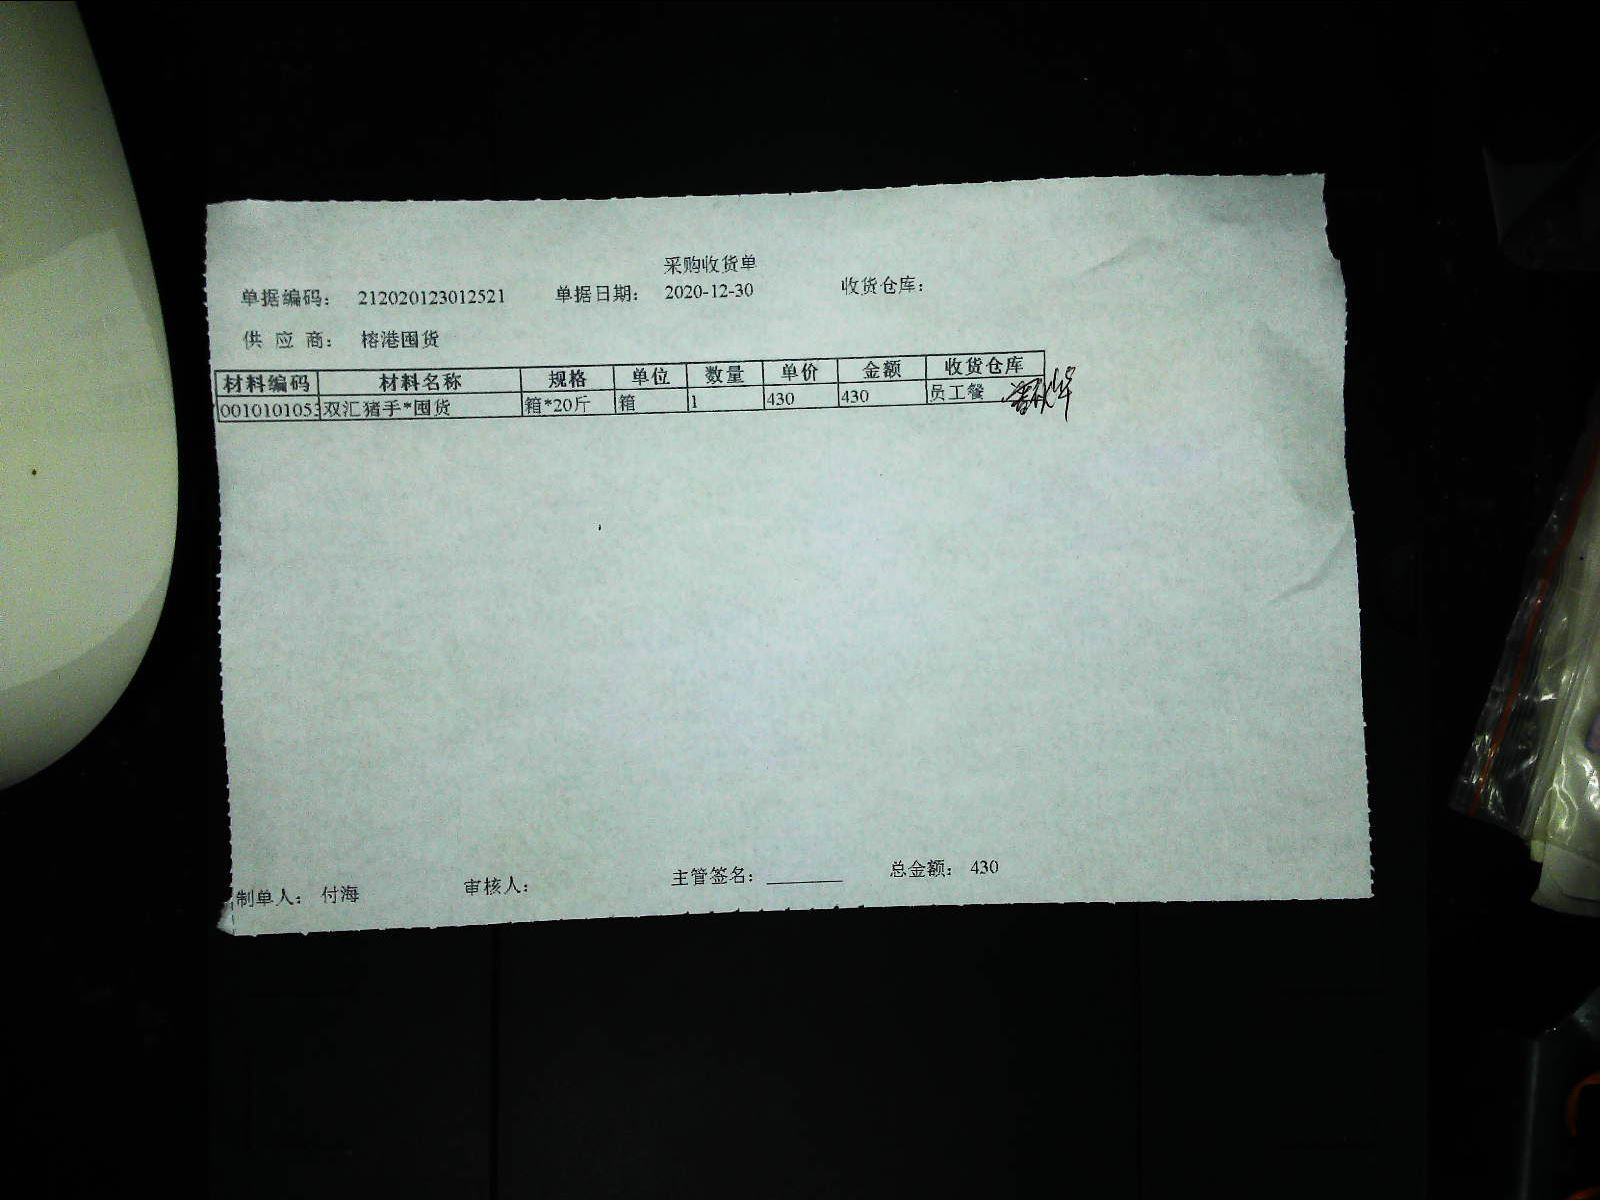 采购收货单
单据编码： 212020123012521 单据日期： 2020-12-30 收货仓库：
供 应 商： 榕港囤货
材料编码 材料名称 规格 单位 数量 单价 金额 收货仓库
001010105 双汇猪手*囤货 箱*20斤 箱 1 430 430 员工餐
制单人： 付海 审核人： 主管签名： 总金额： 430